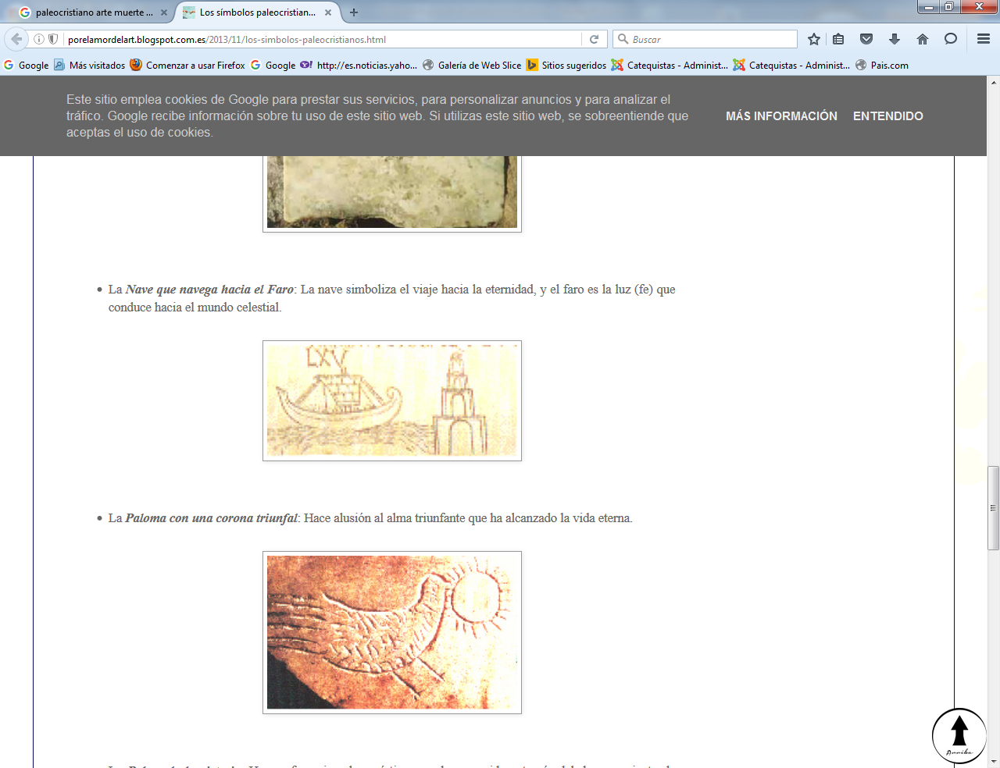 paleocristiano arte muerte ...
Los símbolos paleocristian...
porelamordelart.blogspot.com.es/2013/11/los-simbolos-paleocristianos.html
Buscar
Google
Más visitados
Comenzar a usar Firefox
Google
http://es.noticias.yaho...
Galería de Web Slice
Sitios sugeridos
Catequistas - Administ...
Catequistas - Administ...
Pais.com
Este sitio emplea cookies de Google para prestar sus servicios, para personalizar anuncios y para analizar el
tráfico. Google recibe información sobre tu uso de este sitio web. Si utilizas este sitio web, se sobreentiende que
aceptas el uso de cookies.
MÁS INFORMACIÓN
ENTENDIDO
La Nave que navega hacia el Faro: La nave simboliza el viaje hacia la eternidad, y el faro es la luz (fe) que
conduce hacia el mundo celestial.
LXV
La Paloma con una corona triunfal: Hace alusión al alma triunfante que ha alcanzado la vida eterna.
Arriba